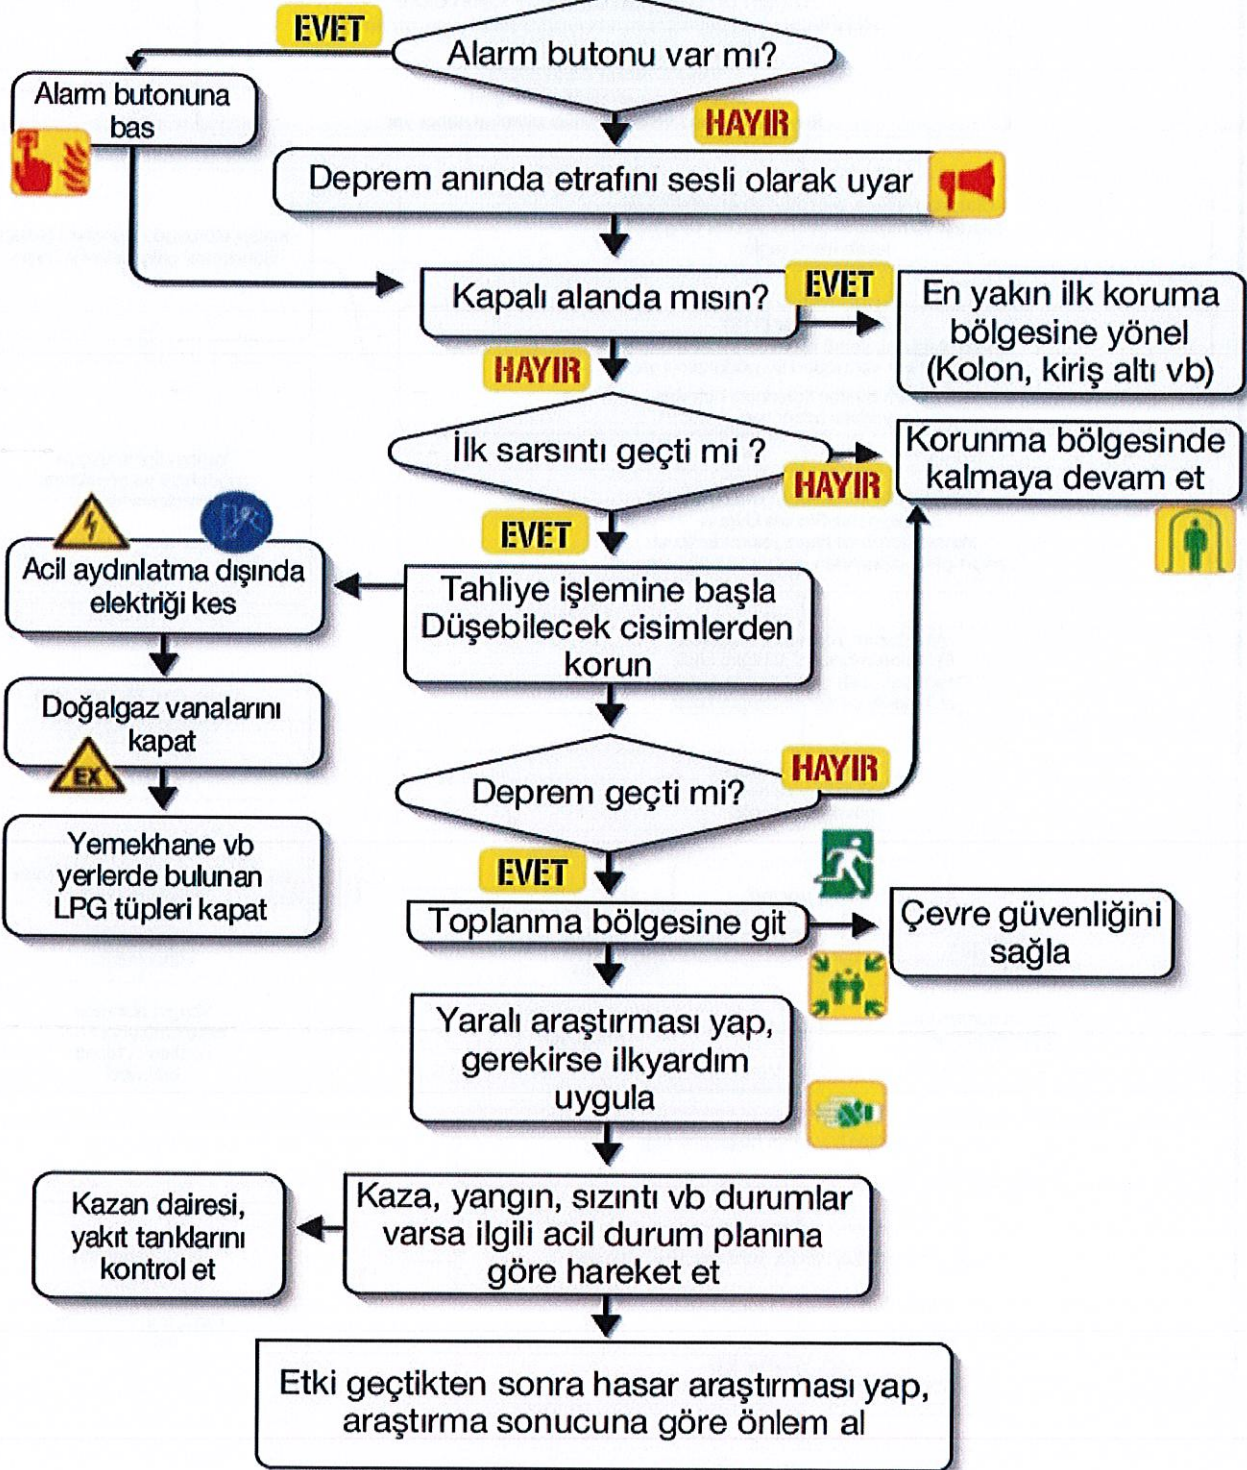 EVET
Alarm butonu var mı?
Alarm butonuna
bas
HAYIR
Deprem anında etrafını sesli olarak uyar
Kapalı alanda mısın?
EVET
En yakın ilk koruma
bölgesine yönel
(Kolon, kiriş altı vb)
HAYIR
İlk sarsıntı geçti mi ?
HAYIR
Korunma bölgesinde
kalmaya devam et
EVET
Acil aydınlatma dışında
elektriği kes
Tahliye işlemine başla
Düşebilecek cisimlerden
korun
Doğalgaz vanalarını
kapat
EX
Deprem geçti mi?
HAYIR
Yemekhane vb
yerlerde bulunan
LPG tüpleri kapat
EVET
Toplanma bölgesine git
Çevre güvenliğini
sağla
Yaralı araştırması yap,
gerekirse ilkyardım
uygula
Kazan dairesi,
yakıt tanklarını
kontrol et
Kaza, yangın, sızıntı vb durumlar
varsa ilgili acil durum planına
göre hareket et
Etki geçtikten sonra hasar araştırması yap,
araştırma sonucuna göre önlem al